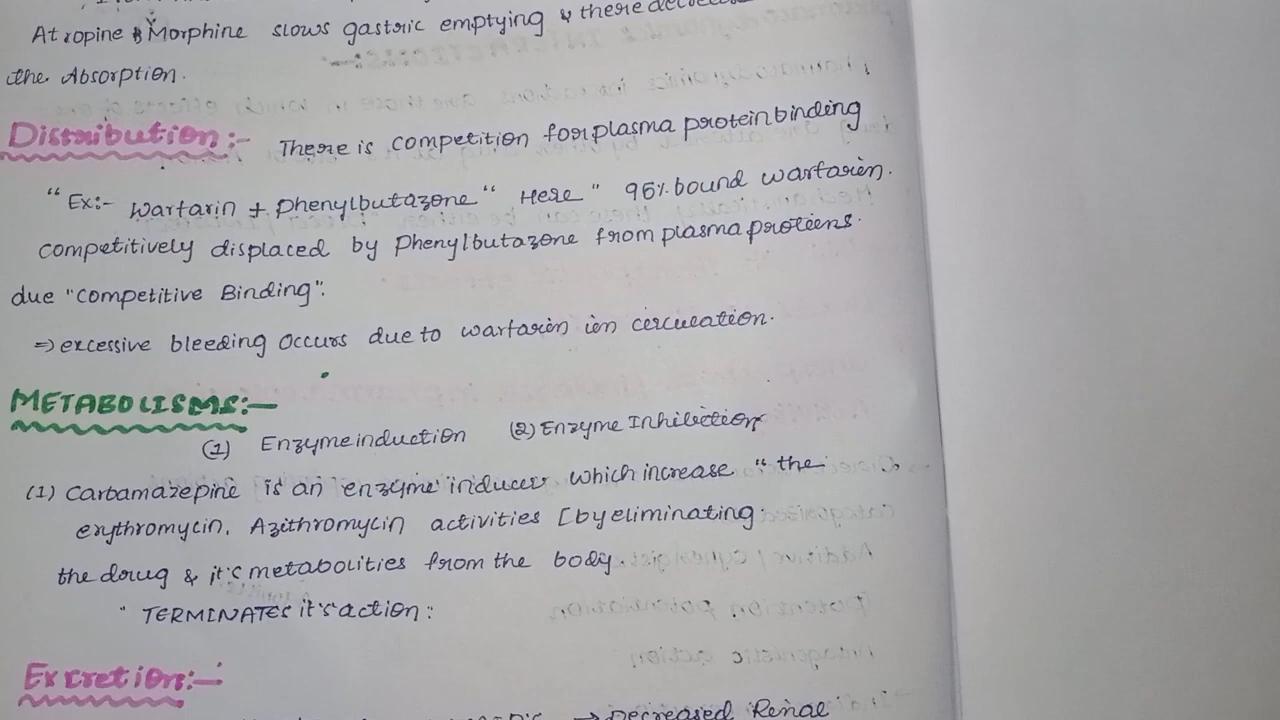 Atropine & Morphine slows gastric emptying & there
the Absorption.
Distribution:- There is competition for plasma protein binding
"Ex:- Warfarin + Phenylbutazone " Here " 96% bound warfarin.
competitively displaced by Phenylbutazone from plasma proteins.
due "Competitive Binding".
=> excessive bleeding occurs due to warfarin in circulation.
METABOLISMS:-
(1) Enzyme induction (2) Enzyme Inhibition
(1) Carbamazepine is an enzyme inducer which increase " the
erythromycin, Azithromycin activities [by eliminating
the drug & it's metabolities from the body.
" TERMINATES it's action:
Excretion:-
→ Decreased Renal